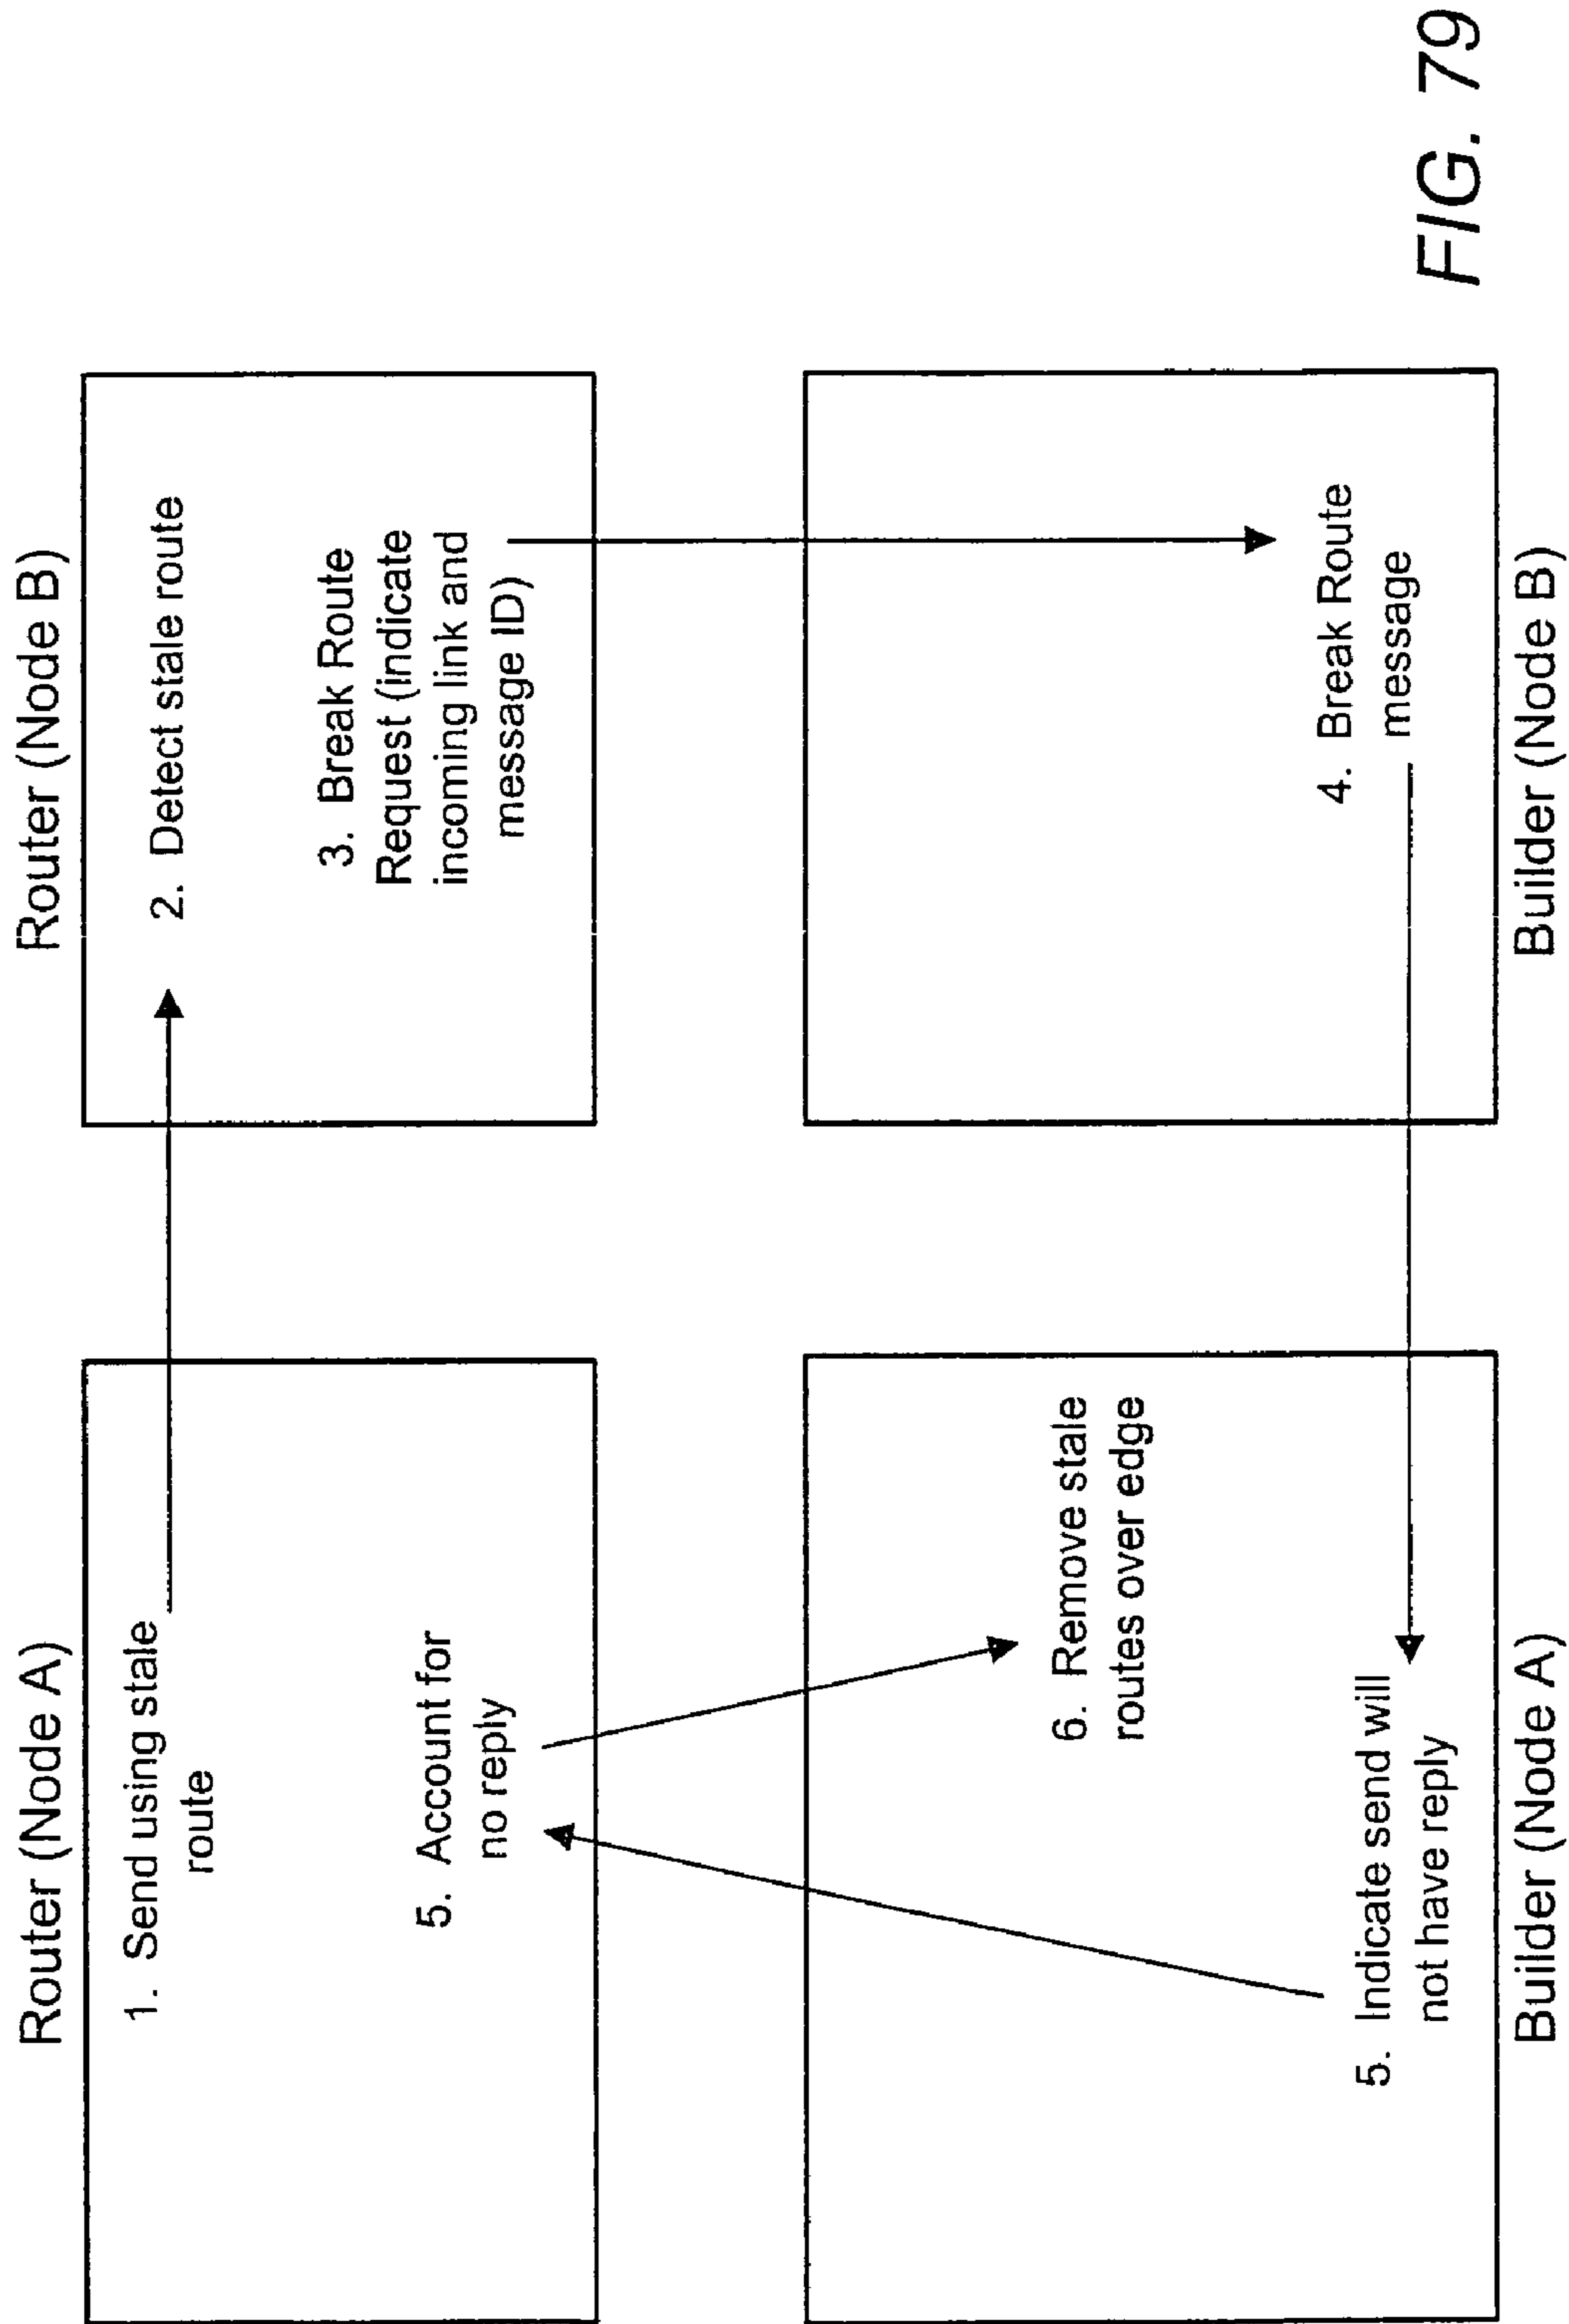 Router (Node A)
1. Send using stale
route
5. Account for
no reply
Router (Node B)
2. Detect stale route
3. Break Route
Request (indicate
incoming link and
message ID)
6. Remove stale
routes over edge
5. Indicate send will
not have reply
Builder (Node A)
4. Break Route
message
Builder (Node B)
FIG. 79